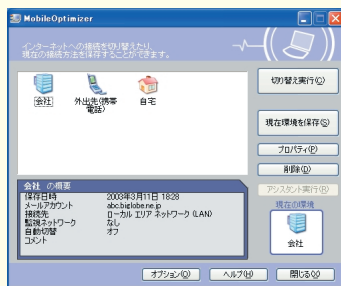 MobileOptimizer
インターネットへの接続を切り替えたり、
現在の接続方法を保存することができます。
会社
外出先(携帯
電話)
自宅
切り替え実行(C)
現在環境を保存(S)
プロパティ(P)
削除(D)
アシスタント実行(R)
現在の環境
会社
会社 の概要
保存日時 2003年3月11日 18:28
メールアカウント abc.biglobe.ne.jp
接続先 ローカル エリア ネットワーク (LAN)
監視ネットワーク なし
自動切替 オフ
コメント
オプション(O)
ヘルプ(H)
閉じる(X)